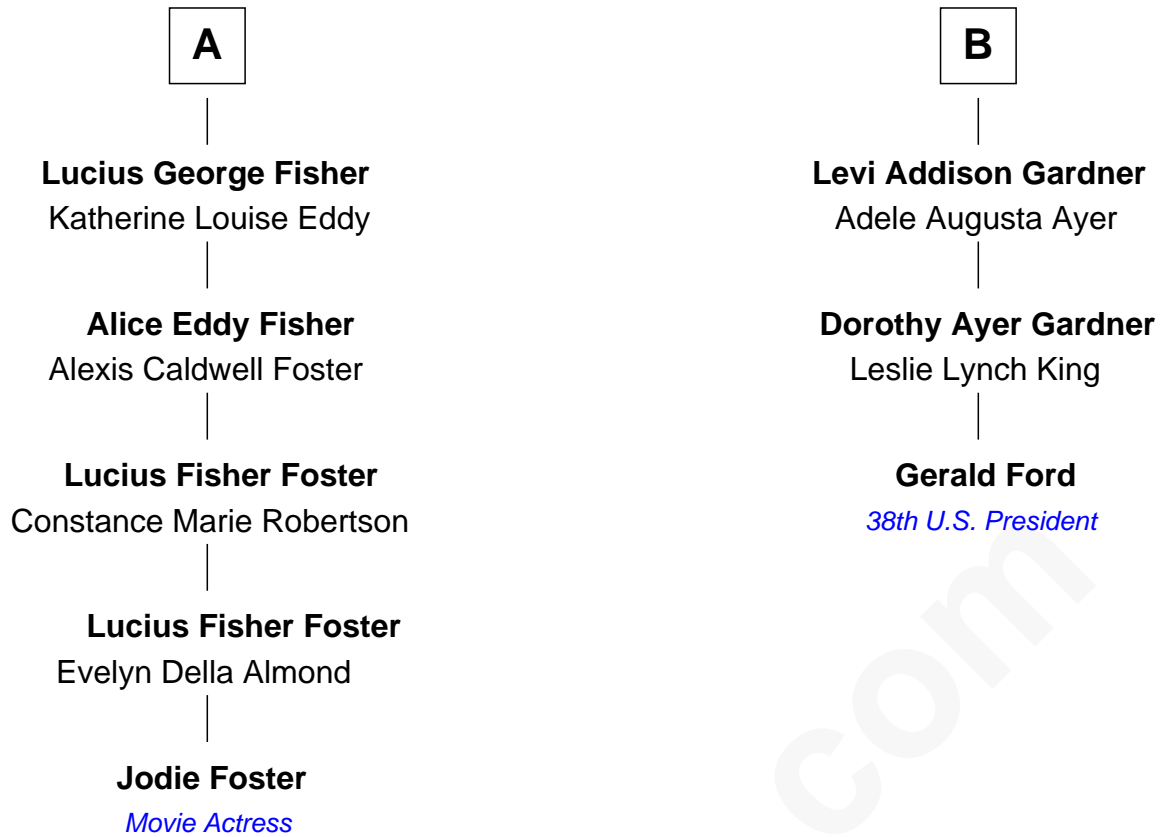 A
Lucius George Fisher
Katherine Louise Eddy
Alice Eddy Fisher
Alexis Caldwell Foster
Lucius Fisher Foster
Constance Marie Robertson
Lucius Fisher Foster
Evelyn Della Almond
Jodie Foster
Movie Actress
B
Levi Addison Gardner
Adele Augusta Ayer
Dorothy Ayer Gardner
Leslie Lynch King
Gerald Ford
38th U.S. President
com